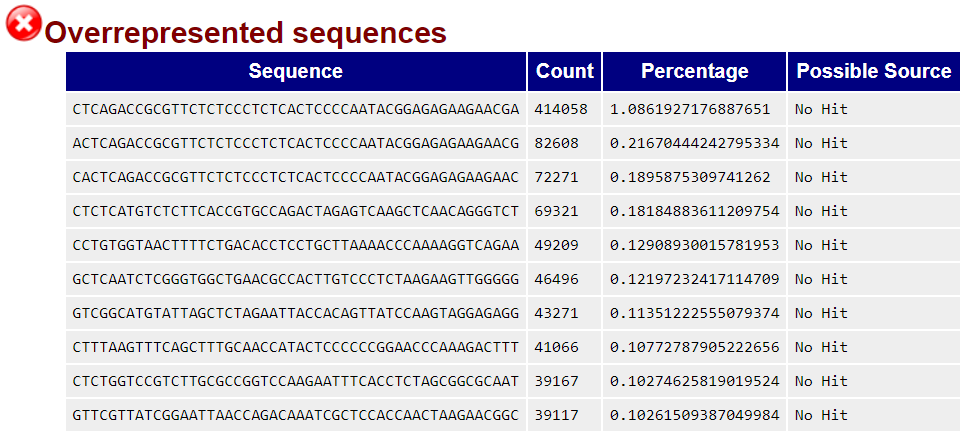 Overrepresented sequences
Sequence Count Percentage Possible Source
CTCAGACCGCGTTCTCTCCCTCTCACTCCCCAATACGGAGAGAAGAACGA 414058 1.0861927176887651 No Hit
ACTCAGACCGCGTTCTCTCCCTCTCACTCCCCAATACGGAGAGAAGAACG 82608 0.21670444242795334 No Hit
CACTCAGACCGCGTTCTCTCCCTCTCACTCCCCAATACGGAGAGAAGAAC 72271 0.1895875309741262 No Hit
CTCTCATGTCTCTTCACCGTGCCAGACTAGAGTCAAGCTCAACAGGGTCT 69321 0.18184883611209754 No Hit
CCTGTGGTAACTTTTCTGACACCTCCTGCTTAAAACCCAAAAGGTCAGAA 49209 0.12908930015781953 No Hit
GCTCAATCTCGGGTGGCTGAACGCCACTTGTCCCTCTAAGAAGTTGGGGG 46496 0.12197232417114709 No Hit
GTCGGCATGTATTAGCTCTAGAATTACCACAGTTATCCAAGTAGGAGAGG 43271 0.11351222555079374 No Hit
CTTTAAGTTTCAGCTTTGCAACCATACTCCCCCCGGAACCCAAAGACTTT 41066 0.10772787905222656 No Hit
CTCTGGTCCGTCTTGCGCCGGTCCAAGAATTTCACCTCTAGCGGCGCAAT 39167 0.10274625819019524 No Hit
GTTCGTTATCGGAATTAACCAGACAAATCGCTCCACCAACTAAGAACGGC 39117 0.10261509387049984 No Hit